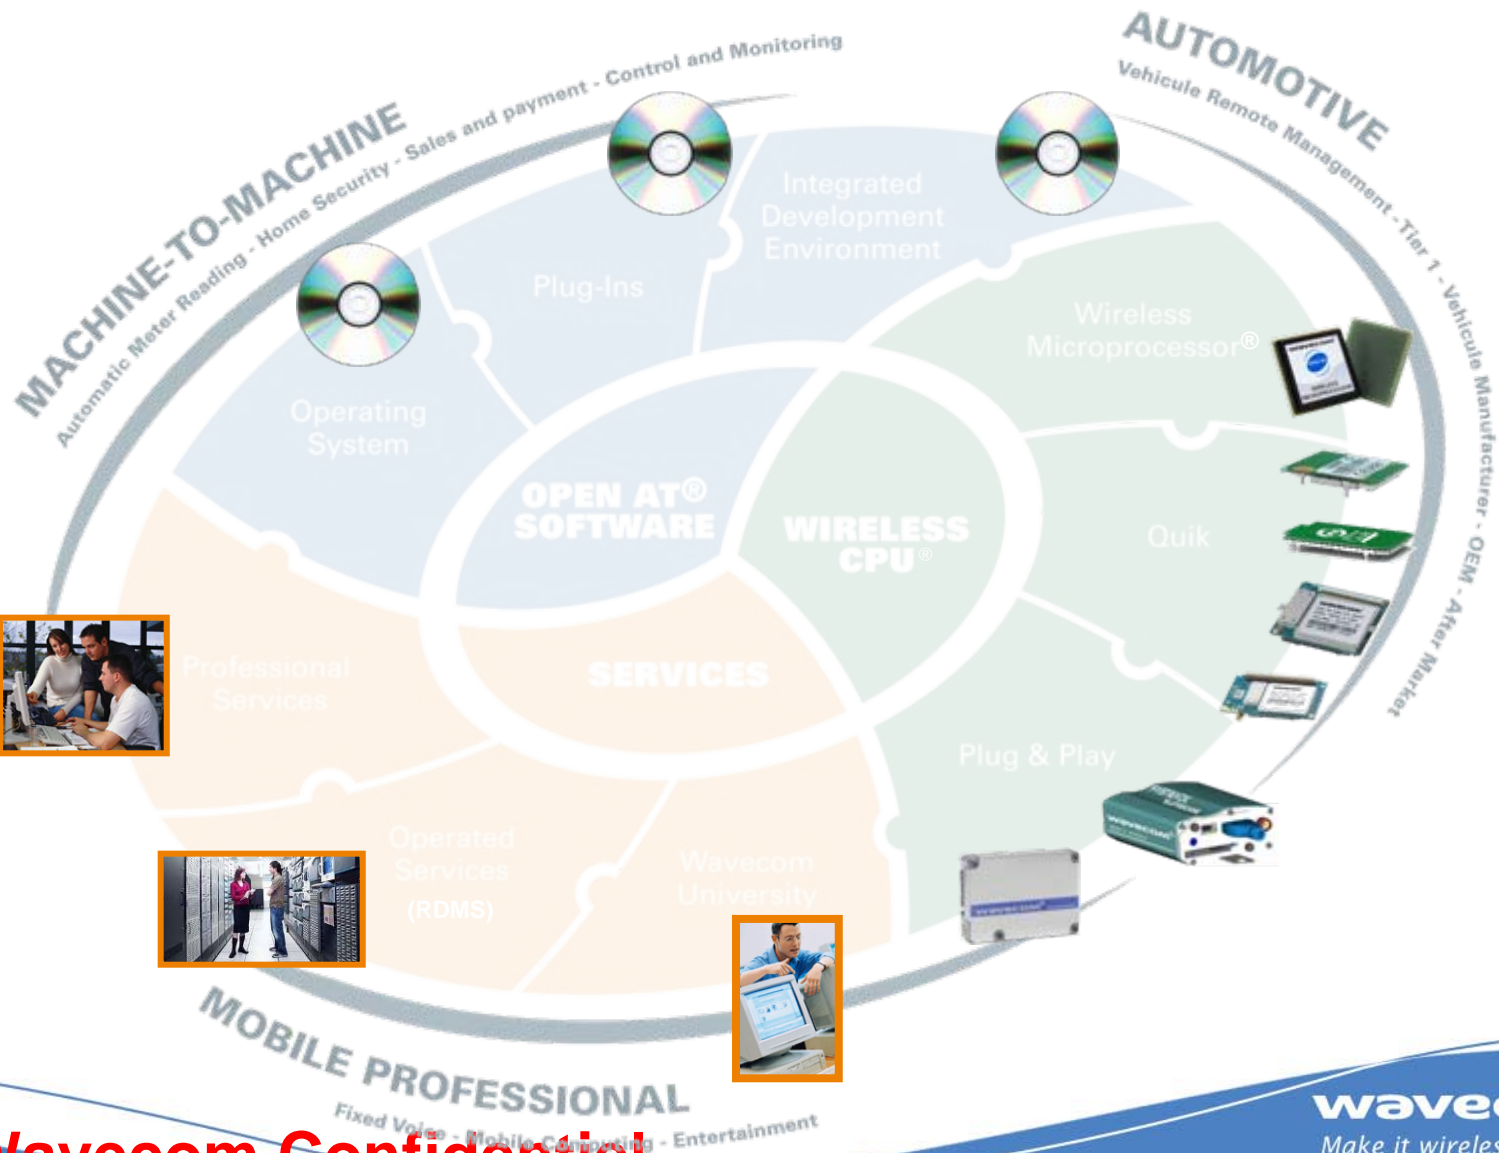 MACHINE-TO-MACHINE
Automatic Meter Reading - Home Security - Sales and payment - Control and Monitoring
AUTOMOTIVE
Vehicule Remote Management - Tier 1 - Vehicule Manufacturer - OEM - After Market
Integrated
Development
Environment
Plug-Ins
Operating
System
Wireless
Microprocessor®
OPEN AT®
SOFTWARE
WIRELESS
CPU®
Quik
SERVICES
Professional
Services
Plug & Play
Operated
Services
(RDMS)
Wavecom
University
wavecom
MOBILE PROFESSIONAL
Fixed Voice - Mobile Computing - Entertainment
Wavecom Confidential
waveco
Make it wireles